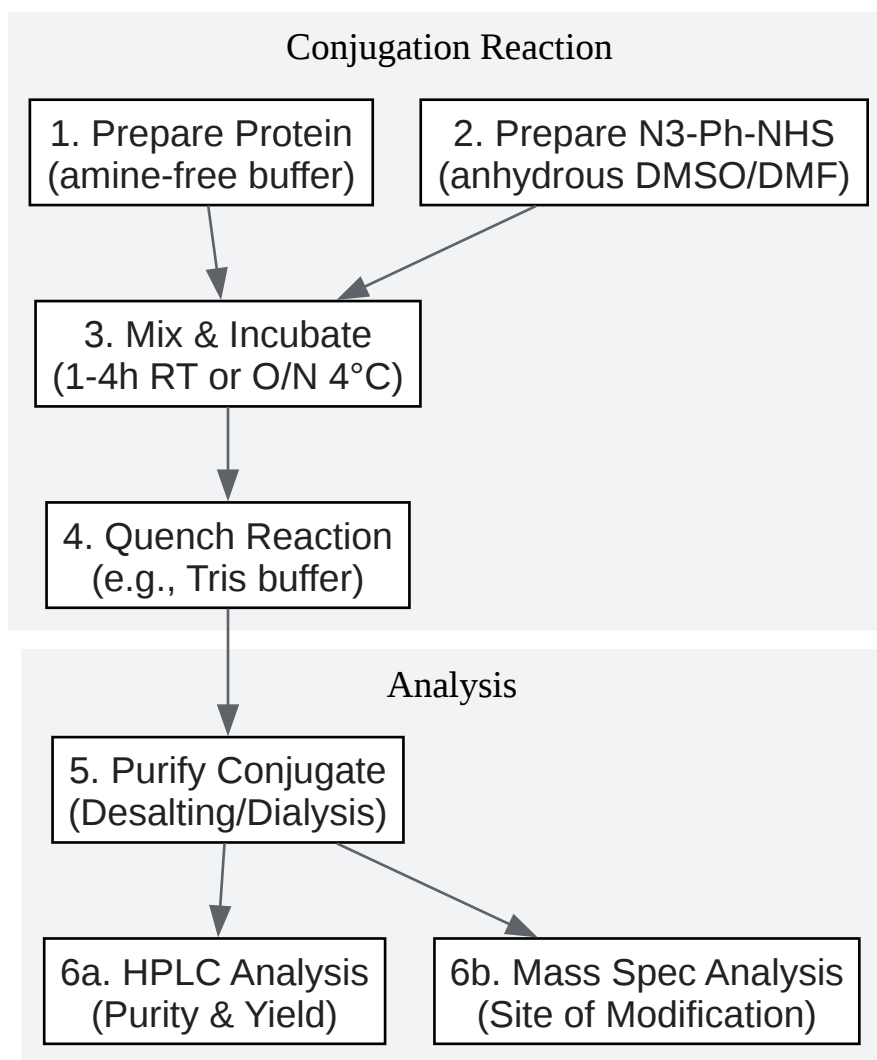 Conjugation Reaction
1. Prepare Protein
(amine-free buffer)
2. Prepare N3-Ph-NHS
(anhydrous DMSO/DMF)
3. Mix & Incubate
(1-4h RT or O/N 4°C)
4. Quench Reaction
(e.g., Tris buffer)
Analysis
5. Purify Conjugate
(Desalting/Dialysis)
6a. HPLC Analysis
(Purity & Yield)
6b. Mass Spec Analysis
(Site of Modification)